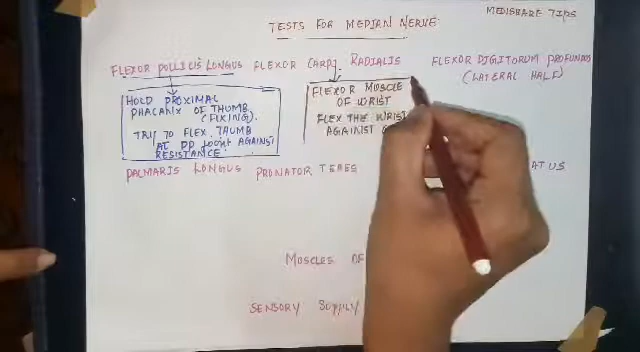 MEDISHARE TIPS
TESTS FOR MEDIAN NERVE:
FLEXOR POLLICIS LONGUS FLEXOR CARPI RADIALIS FLEXOR DIGITORUM PROFUNDUS
(LATERAL HALF)
HOLD PROXIMAL
PHALANX OF THUMB
(FIXING).
TRY TO FLEX THUMB
AT DP JOINT AGAINST
RESISTANCE.
FLEXOR MUSCLE
OF WRIST
FLEX THE WRIST
AGAINST
PALMARIS LONGUS PRONATOR TERES
MUSCLES OF
SENSORY SUPPLY